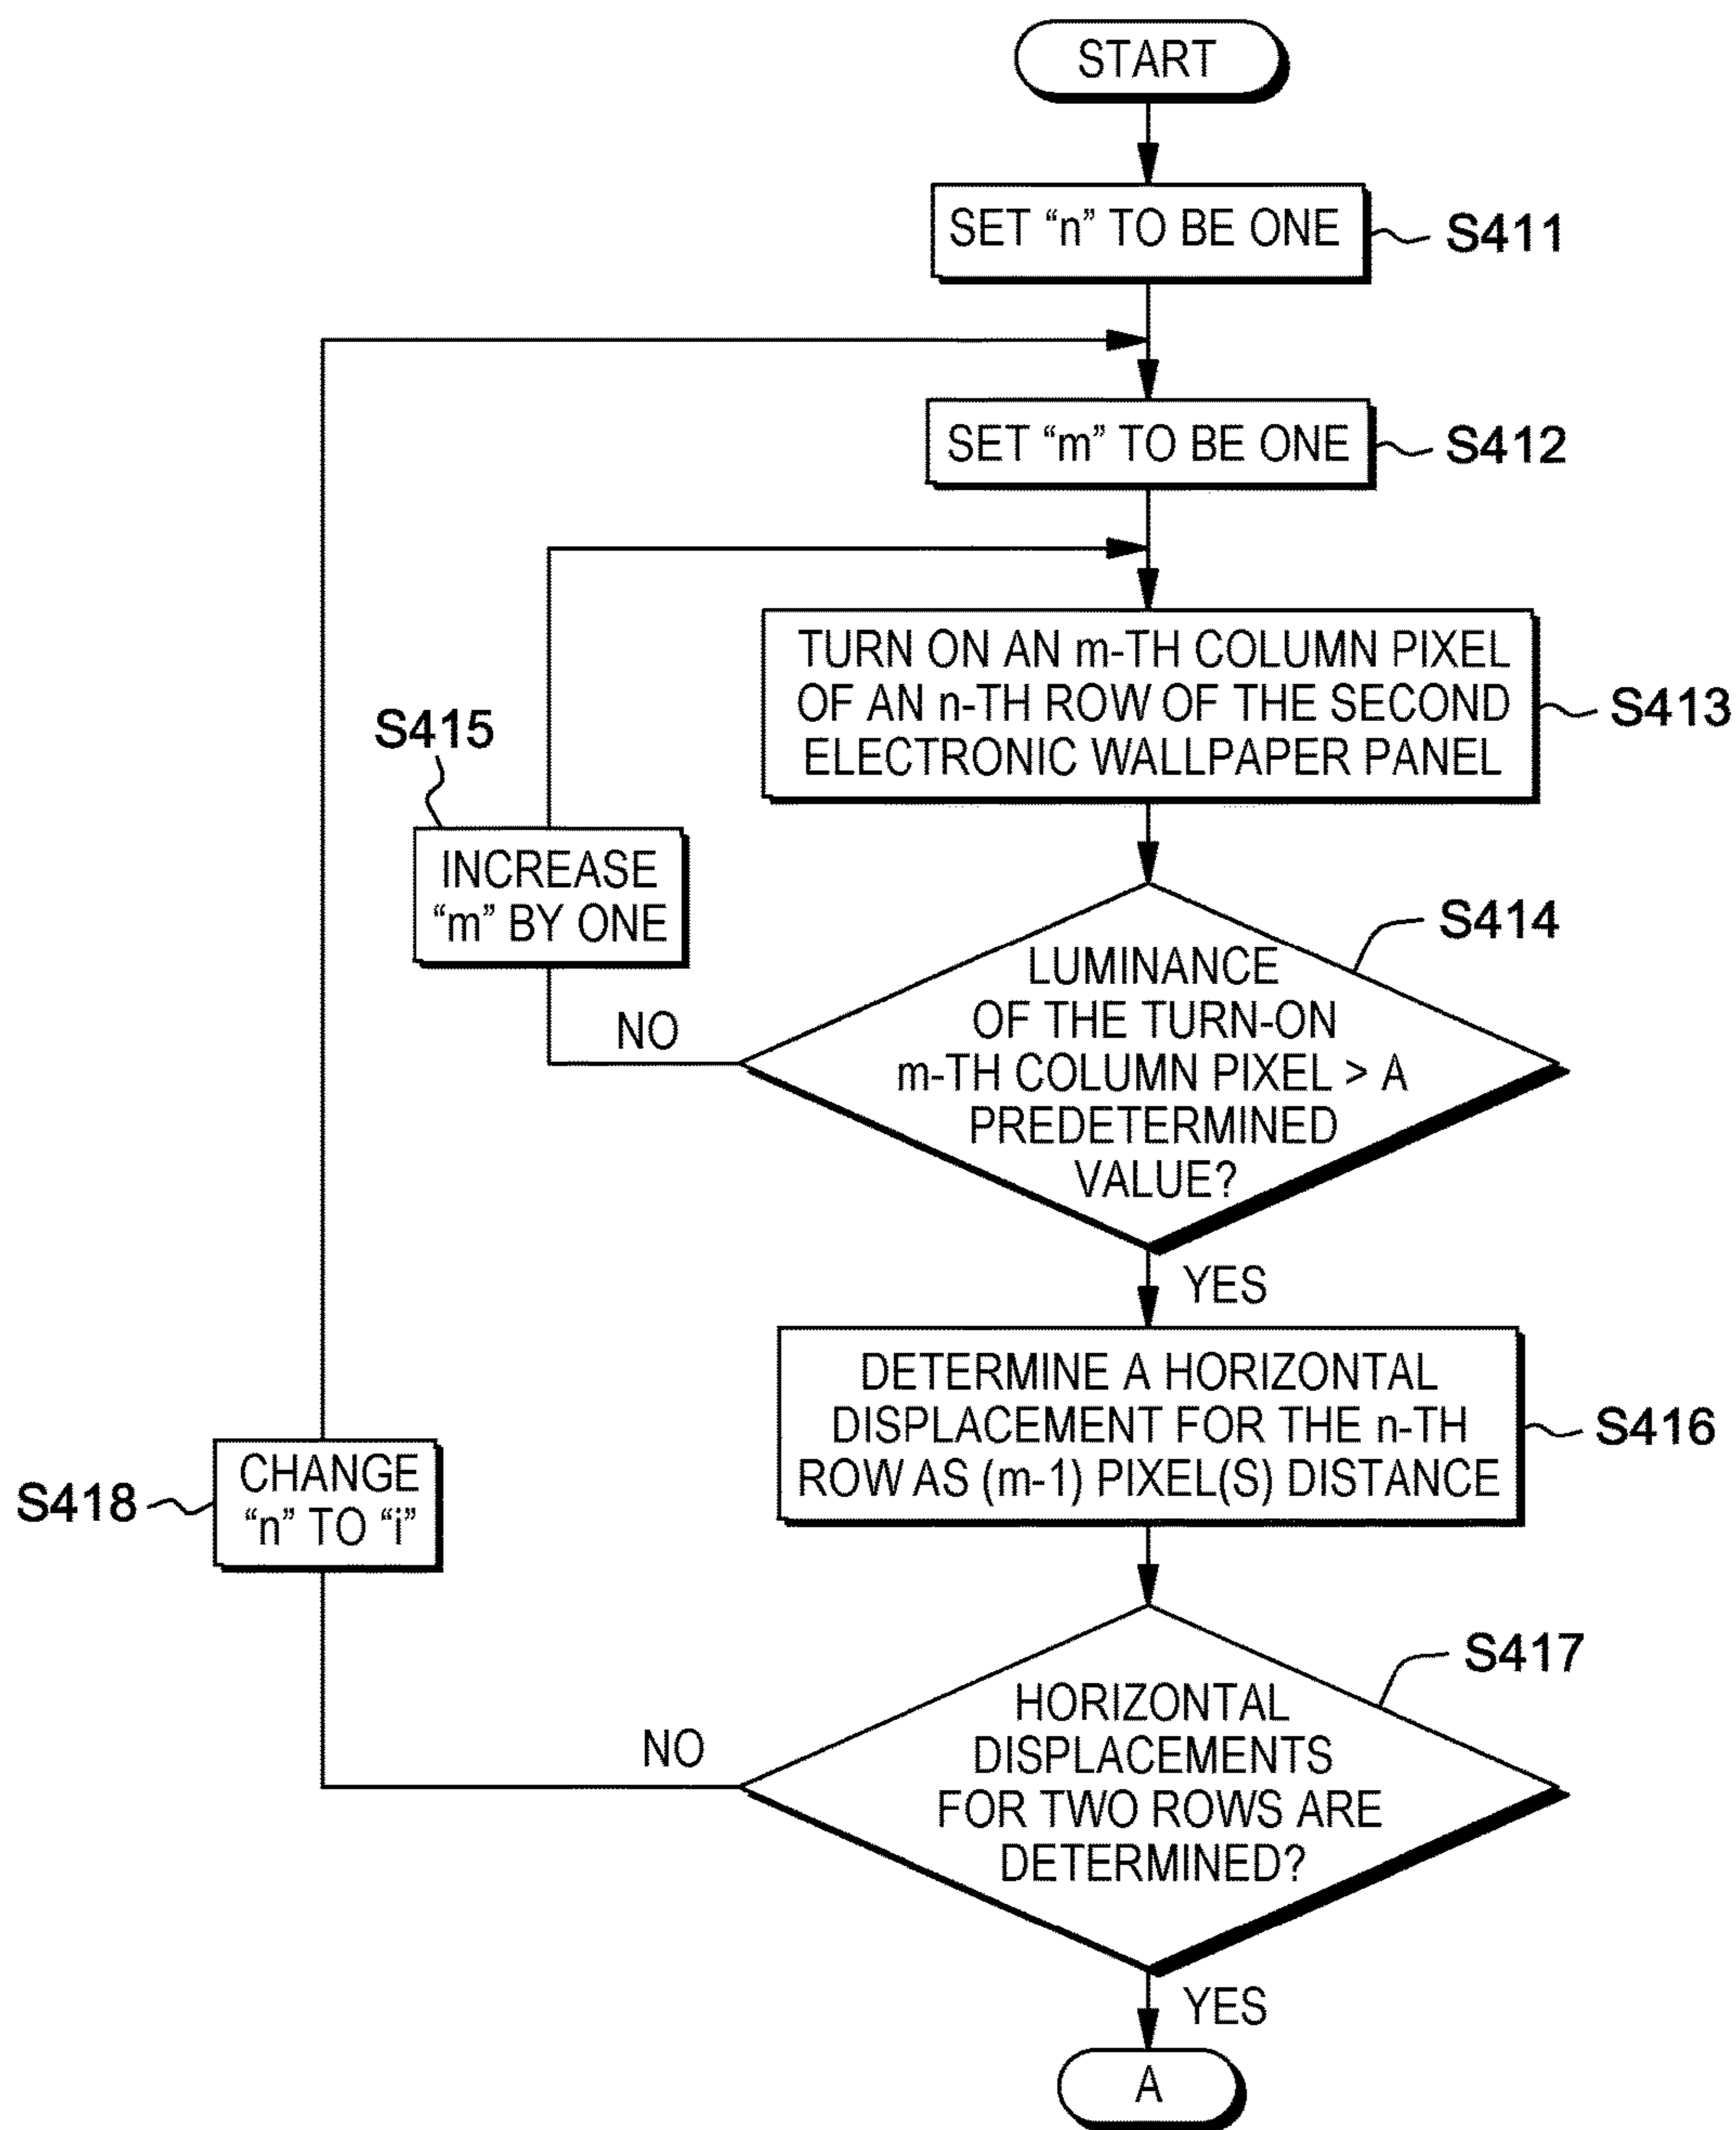 START
SET “n” TO BE ONE
S411
SET “m” TO BE ONE
S412
TURN ON AN m-TH COLUMN PIXEL
OF AN n-TH ROW OF THE SECOND
ELECTRONIC WALLPAPER PANEL
S413
S415
INCREASE
“m” BY ONE
S414
LUMINANCE
OF THE TURN-ON
m-TH COLUMN PIXEL > A
PREDETERMINED
VALUE?
NO
YES
DETERMINE A HORIZONTAL
DISPLACEMENT FOR THE n-TH
ROW AS (m-1) PIXEL(S) DISTANCE
S416
CHANGE
“n” TO “i”
S418
S417
HORIZONTAL
DISPLACEMENTS
FOR TWO ROWS ARE
DETERMINED?
NO
YES
A